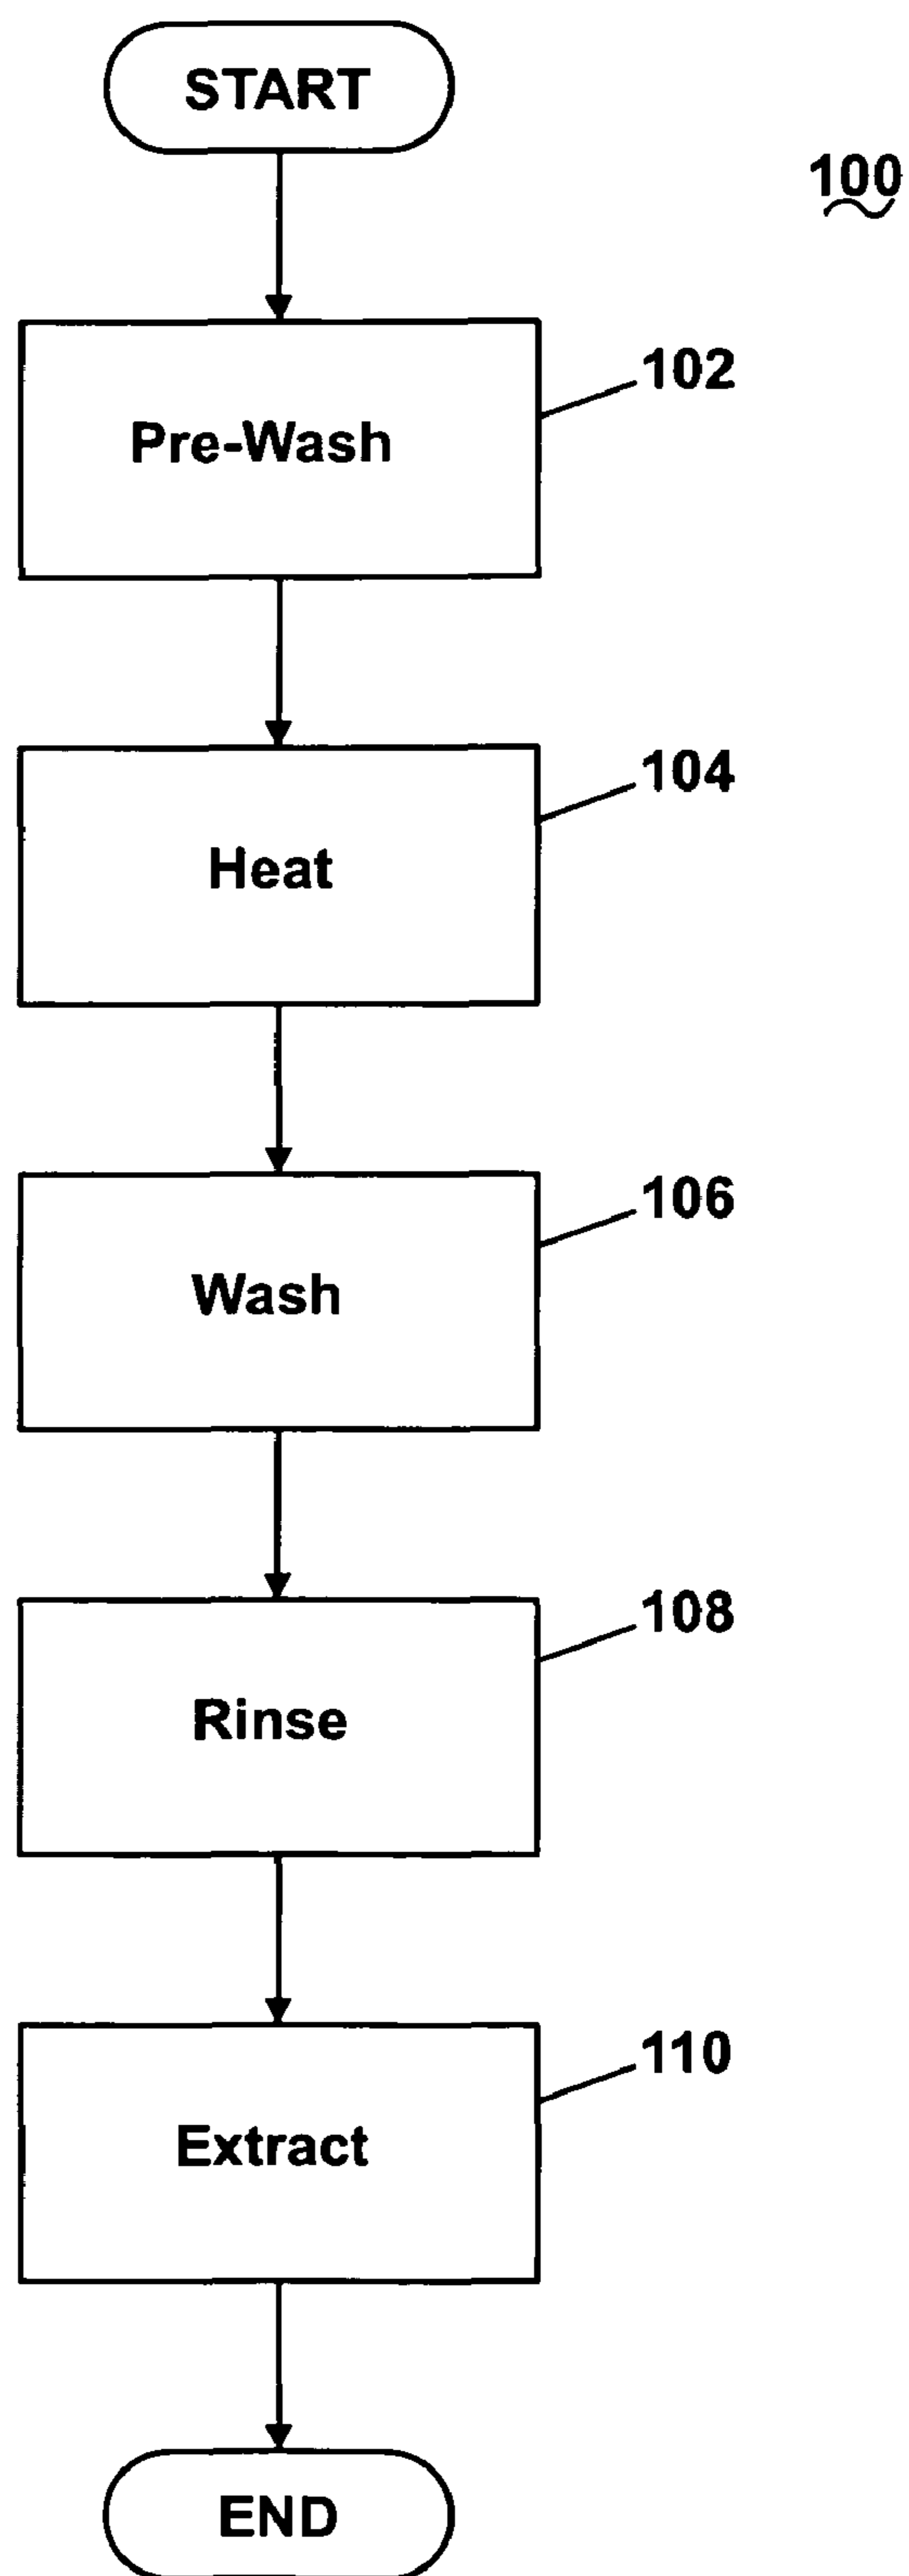 START
100
102
Pre-Wash
104
Heat
106
Wash
108
Rinse
110
Extract
END